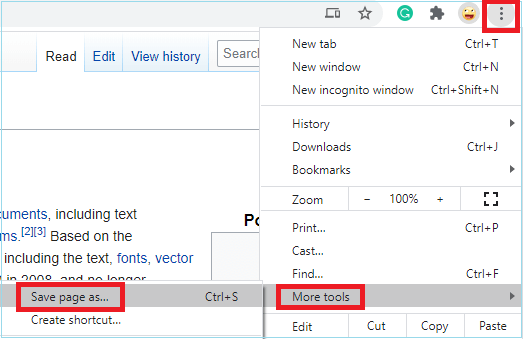 Read Edit View history
New tab Ctrl+T
New window Ctrl+N
New incognito window Ctrl+Shift+N
History
Downloads Ctrl+J
Bookmarks
Zoom − 100% +
Print... Ctrl+P
Cast...
Find... Ctrl+F
More tools
Edit Cut Copy Paste
cuments, including text
ms.[2][3] Based on the
including the text, fonts, vector
in 2008, and no longer
Po
Save page as... Ctrl+S
Create shortcut...